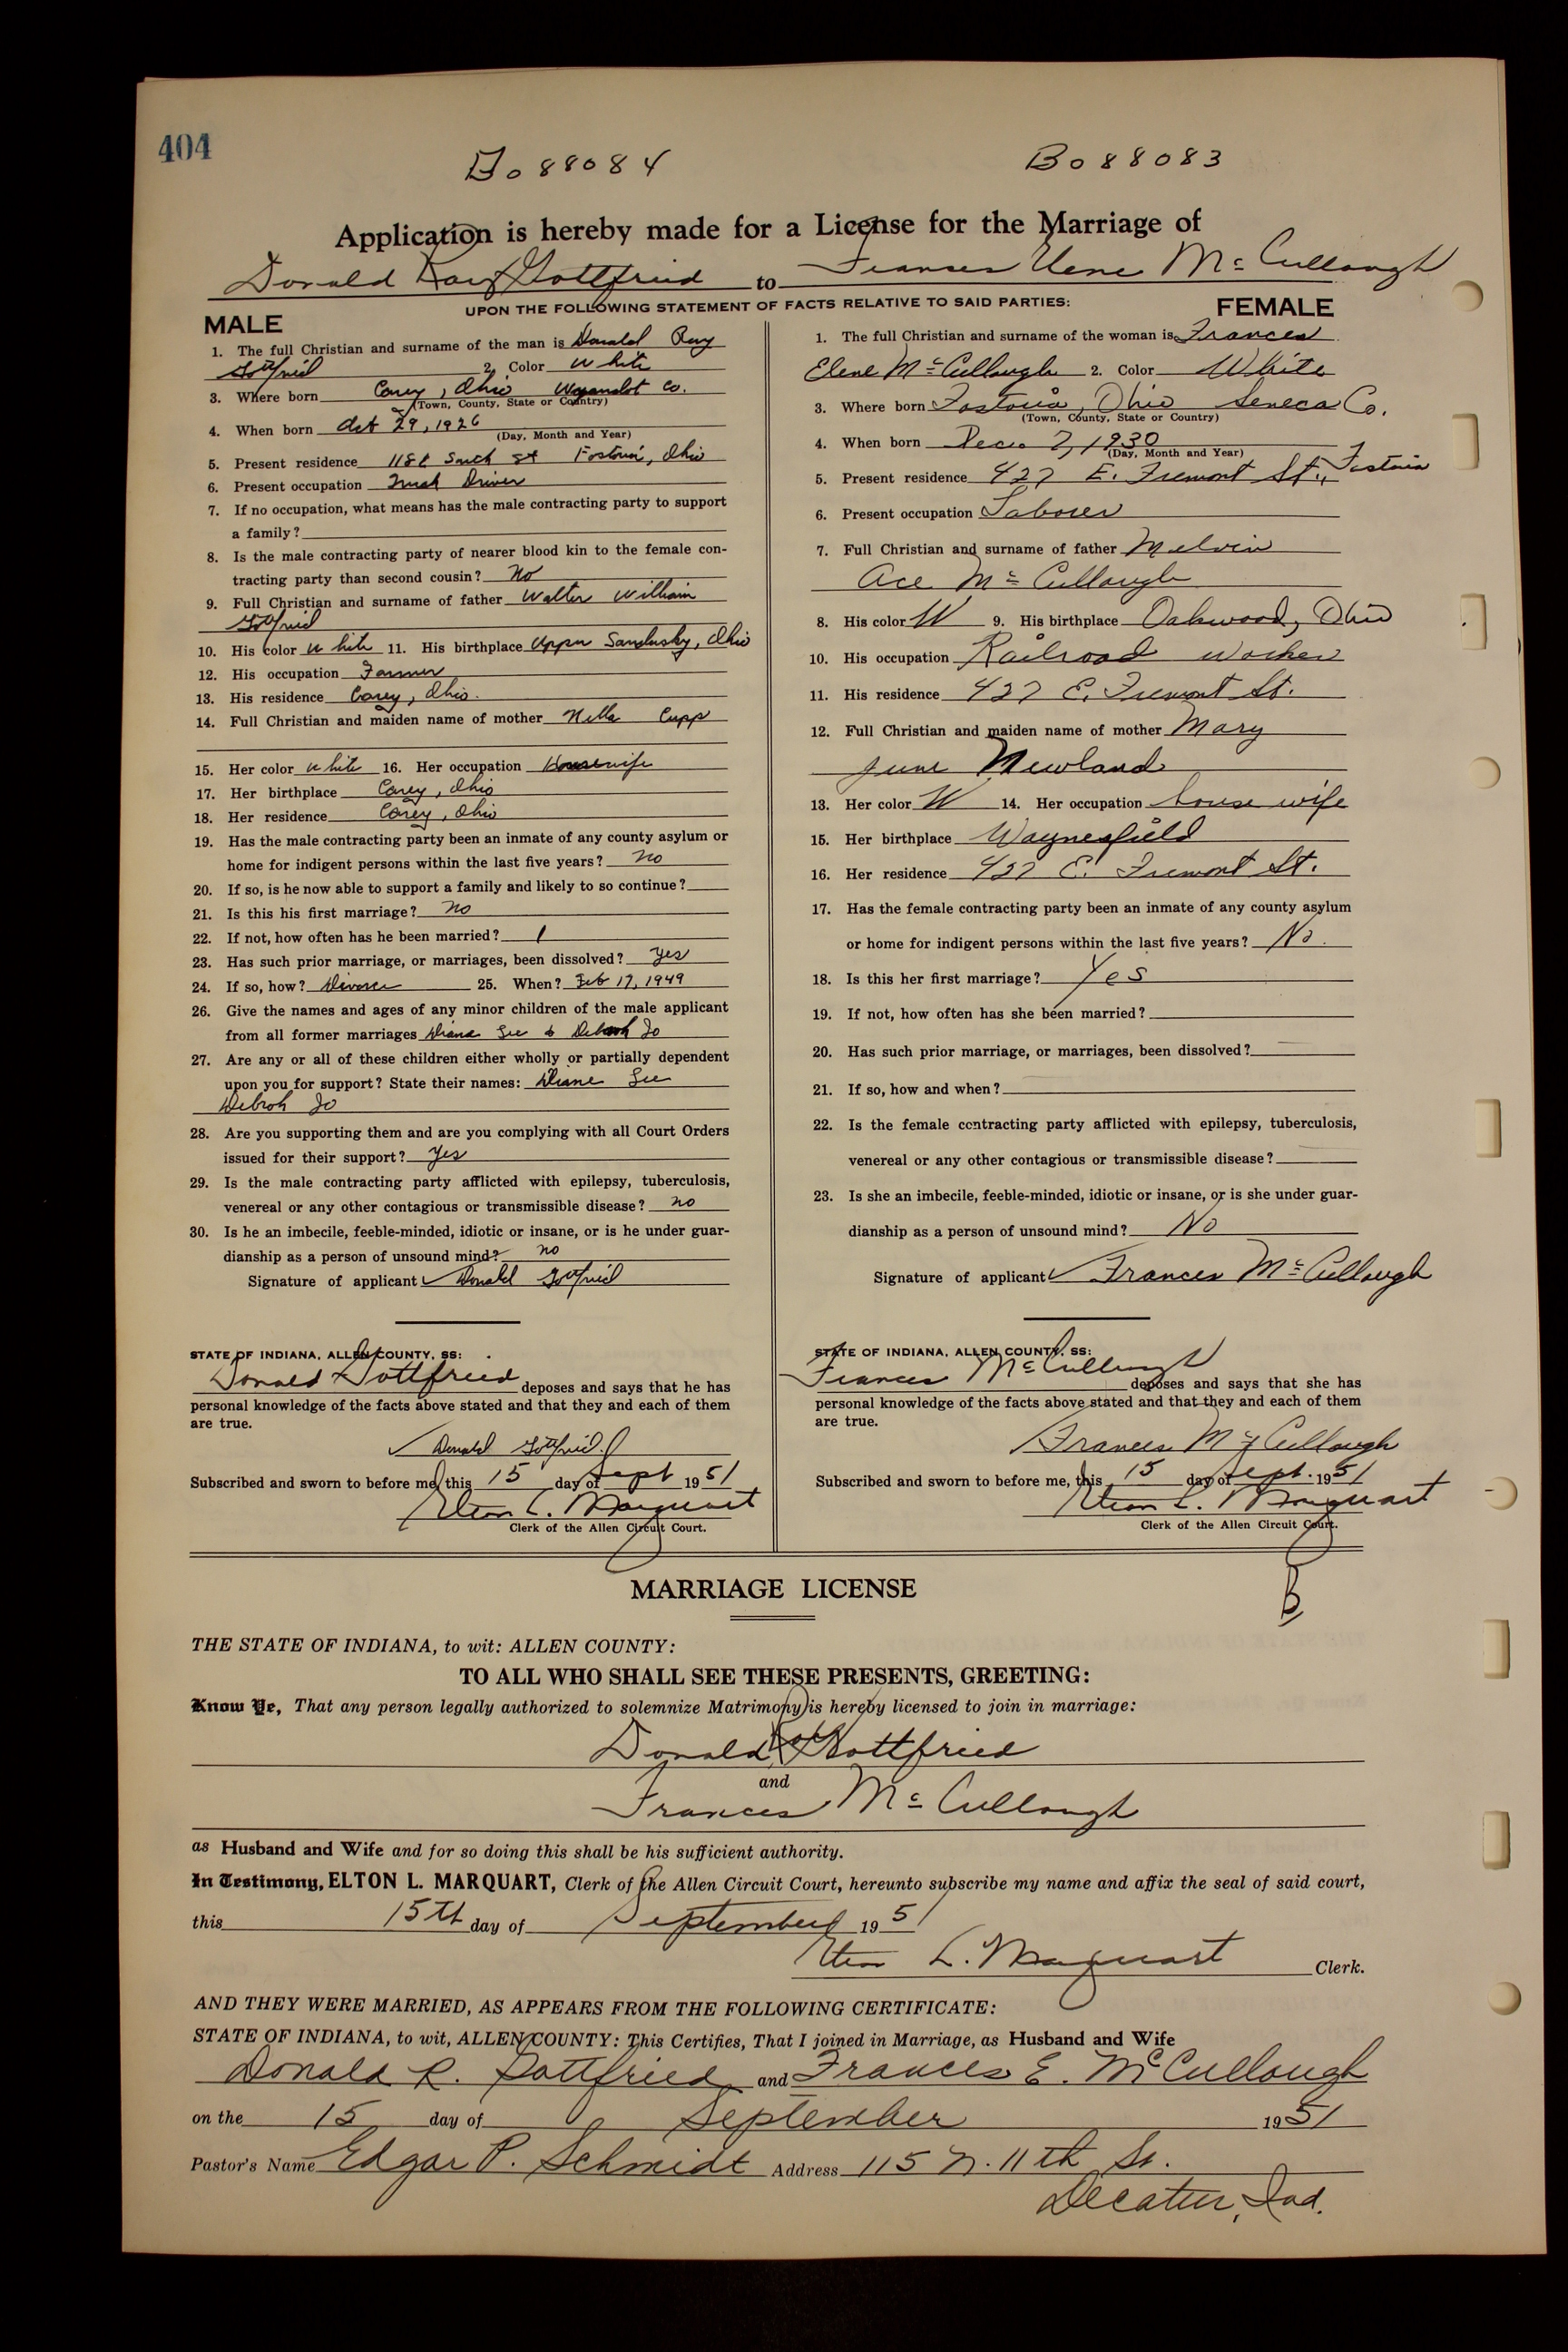 404
B088084 B088083
Application is hereby made for a License for the Marriage of
Donald Ray Gottfried to Frances Elene McCullough
UPON THE FOLLOWING STATEMENT OF FACTS RELATIVE TO SAID PARTIES:
MALE
1. The full Christian and surname of the man is Donald Ray
Gottfried 2. Color white
3. Where born Carey, Ohio Wyandot Co.
(Town, County, State or Country)
4. When born Oct 29, 1926
(Day, Month and Year)
5. Present residence South St Fostoria, Ohio
6. Present occupation Truck Driver
7. If no occupation, what means has the male contracting party to support
a family?
8. Is the male contracting party of nearer blood kin to the female con-
tracting party than second cousin? No
9. Full Christian and surname of father Walter William
Gottfried
10. His color white 11. His birthplace Upper Sandusky, Ohio
12. His occupation Farmer
13. His residence Carey, Ohio.
14. Full Christian and maiden name of mother Nella Cupp
15. Her color white 16. Her occupation Housewife
17. Her birthplace Carey, Ohio
18. Her residence Carey, Ohio
19. Has the male contracting party been an inmate of any county asylum or
home for indigent persons within the last five years? No
20. If so, is he now able to support a family and likely to so continue?
21. Is this his first marriage? No
22. If not, how often has he been married? 1
23. Has such prior marriage, or marriages, been dissolved? Yes
24. If so, how? Divorce 25. When? Feb 17, 1949
26. Give the names and ages of any minor children of the male applicant
from all former marriages Diana Sue & Deborah Jo
27. Are any or all of these children either wholly or partially dependent
upon you for support? State their names: Diane Sue
Debroh Jo
28. Are you supporting them and are you complying with all Court Orders
issued for their support? Yes
29. Is the male contracting party afflicted with epilepsy, tuberculosis,
venereal or any other contagious or transmissible disease? No
30. Is he an imbecile, feeble-minded, idiotic or insane, or is he under guar-
dianship as a person of unsound mind? no
Signature of applicant Donald Gottfried
STATE OF INDIANA, ALLEN COUNTY, SS:
Donald Gottfried deposes and says that he has
personal knowledge of the facts above stated and that they and each of them
are true.
Donald Gottfried
Subscribed and sworn to before me, this 15 day of Sept 1951
Elton L. Marquart
Clerk of the Allen Circuit Court.
FEMALE
1. The full Christian and surname of the woman is Frances
Elene McCullough 2. Color White
3. Where born Fostoria, Ohio Seneca Co.
(Town, County, State or Country)
4. When born Dec. 7, 1930
(Day, Month and Year)
5. Present residence 427 E. Fremont St., Fostoria
6. Present occupation Laborer
7. Full Christian and surname of father Melvin
Ace McCullough
8. His color W 9. His birthplace Oakwood, Ohio
10. His occupation Railroad Worker
11. His residence 427 E. Fremont St.
12. Full Christian and maiden name of mother Mary
June Newland
13. Her color W 14. Her occupation house wife
15. Her birthplace Waynesfield
16. Her residence 427 E. Fremont St.
17. Has the female contracting party been an inmate of any county asylum
or home for indigent persons within the last five years? No.
18. Is this her first marriage? Yes
19. If not, how often has she been married?
20. Has such prior marriage, or marriages, been dissolved?
21. If so, how and when?
22. Is the female contracting party afflicted with epilepsy, tuberculosis,
venereal or any other contagious or transmissible disease?
23. Is she an imbecile, feeble-minded, idiotic or insane, or is she under guar-
dianship as a person of unsound mind? No
Signature of applicant Frances McCullough
STATE OF INDIANA, ALLEN COUNTY, SS:
Frances McCullough deposes and says that she has
personal knowledge of the facts above stated and that they and each of them
are true.
Frances McCullough
Subscribed and sworn to before me, this 15 day of Sept. 1951
Elton L. Marquart
Clerk of the Allen Circuit Court.
B
MARRIAGE LICENSE
THE STATE OF INDIANA, to wit: ALLEN COUNTY:
TO ALL WHO SHALL SEE THESE PRESENTS, GREETING:
Know Ye, That any person legally authorized to solemnize Matrimony is hereby licensed to join in marriage:
Donald Ray Gottfried
and
Frances McCullough
as Husband and Wife and for so doing this shall be his sufficient authority.
In Testimony, ELTON L. MARQUART, Clerk of the Allen Circuit Court, hereunto subscribe my name and affix the seal of said court,
this 15th day of September 1951
Elton L. Marquart Clerk.
AND THEY WERE MARRIED, AS APPEARS FROM THE FOLLOWING CERTIFICATE:
STATE OF INDIANA, to wit, ALLEN COUNTY: This Certifies, That I joined in Marriage, as Husband and Wife
Donald R. Gottfried and Frances E. McCullough
on the 15 day of September 1951
Pastor's Name Edgar P. Schmidt Address 115 N. 11th St.
Decatur, Ind.